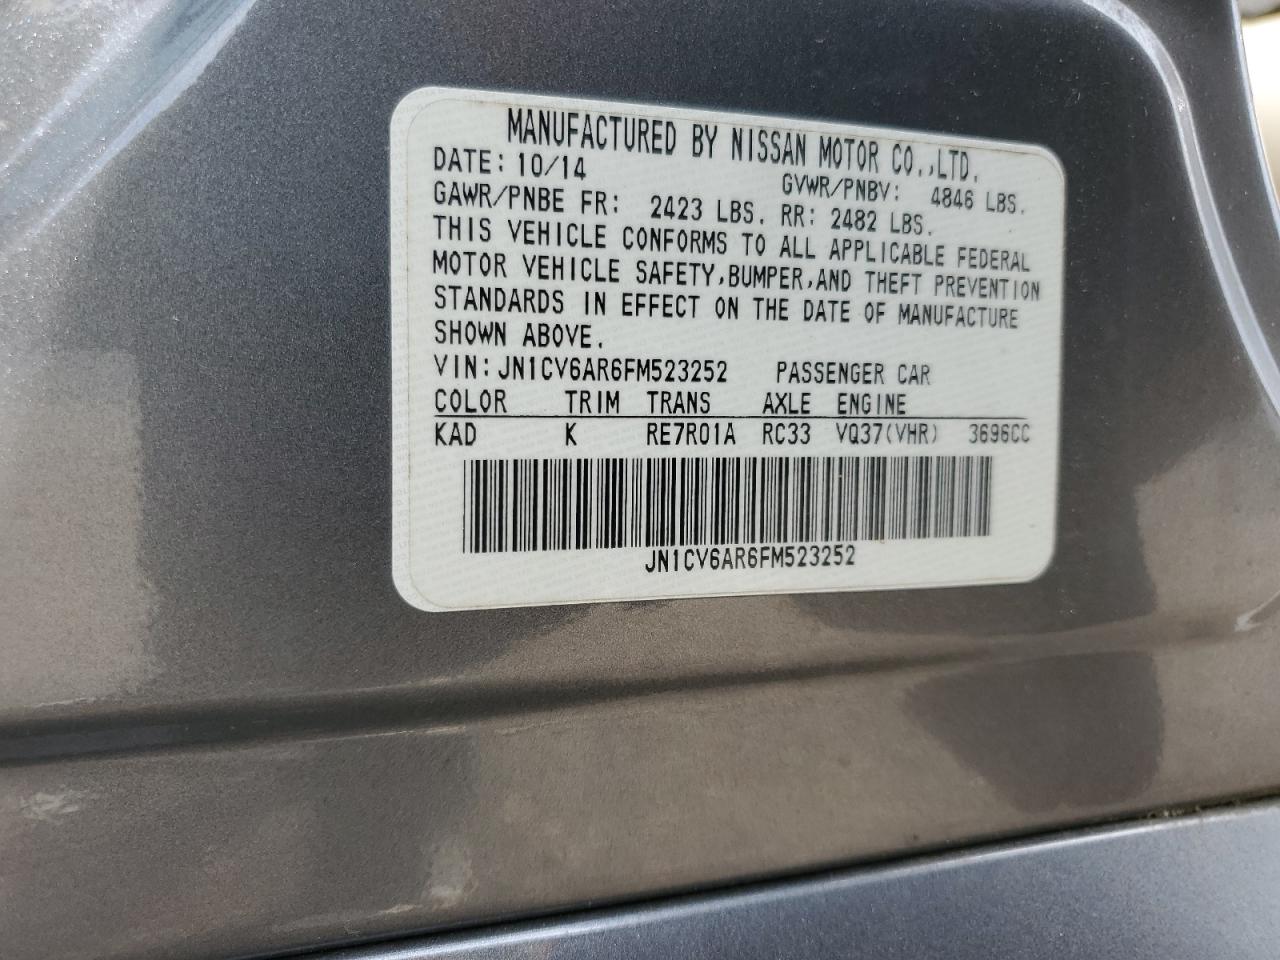 MANUFACTURED BY NISSAN MOTOR CO.,LTD.
DATE: 10/14 GVWR/PNBV: 4846 LBS.
GAWR/PNBE FR: 2423 LBS. RR: 2482 LBS.
THIS VEHICLE CONFORMS TO ALL APPLICABLE FEDERAL
MOTOR VEHICLE SAFETY,BUMPER,AND THEFT PREVENTION
STANDARDS IN EFFECT ON THE DATE OF MANUFACTURE
SHOWN ABOVE.
VIN: JN1CV6AR6FM523252 PASSENGER CAR
COLOR TRIM TRANS AXLE ENGINE
KAD K RE7R01A RC33 VQ37(VHR) 3696CC
JN1CV6AR6FM523252